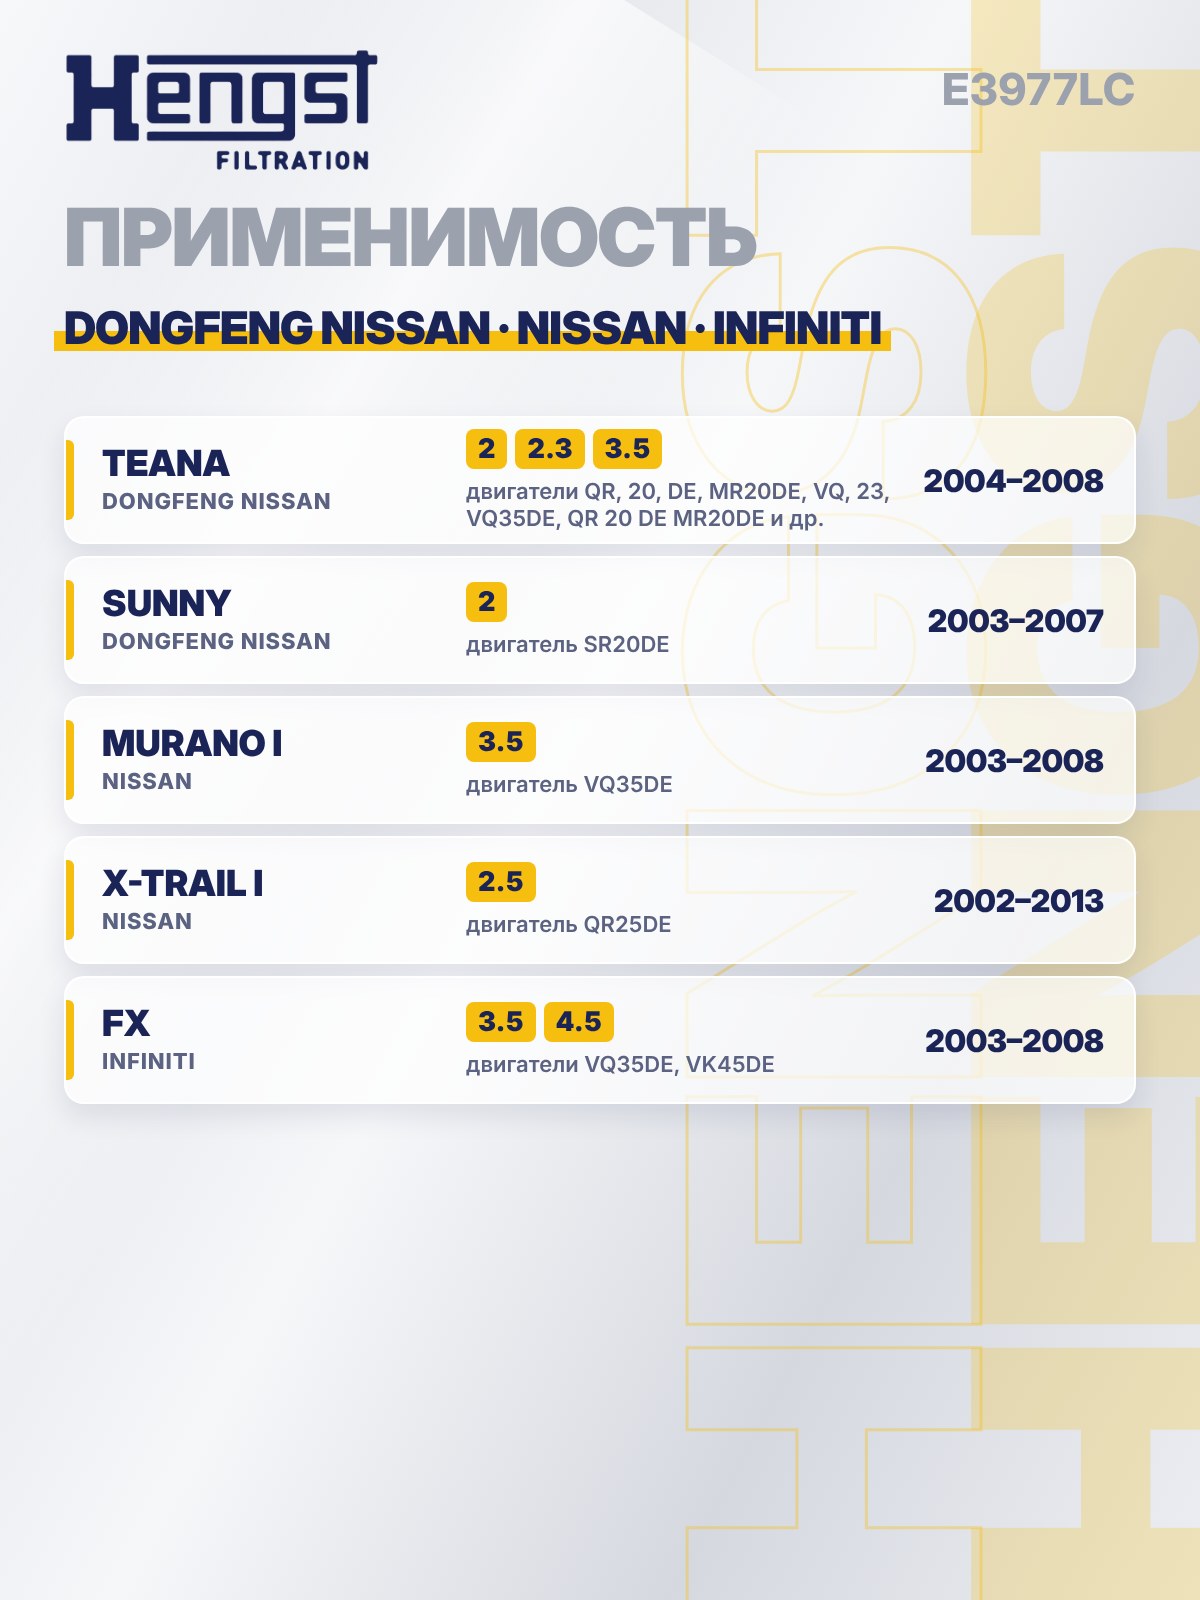 Hengst
FILTRATION
E3977LC
ПРИМЕНИМОСТЬ
DONGFENG NISSAN · NISSAN · INFINITI
TEANA
DONGFENG NISSAN
2 2.3 3.5
двигатели QR, 20, DE, MR20DE, VQ, 23,
VQ35DE, QR 20 DE MR20DE и др.
2004–2008
SUNNY
DONGFENG NISSAN
2
двигатель SR20DE
2003–2007
MURANO I
NISSAN
3.5
двигатель VQ35DE
2003–2008
X-TRAIL I
NISSAN
2.5
двигатель QR25DE
2002–2013
FX
INFINITI
3.5 4.5
двигатели VQ35DE, VK45DE
2003–2008
HENGST
HENGST